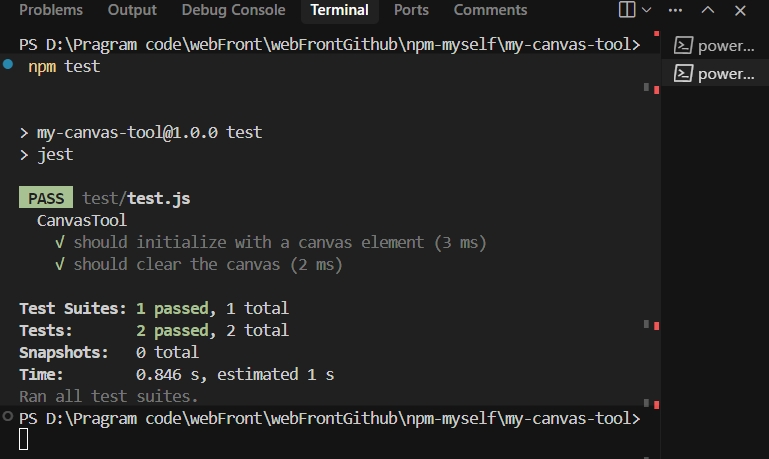 Problems Output Debug Console Terminal Ports Comments
PS D:\Pragram code\webFront\webFrontGithub\npm-myself\my-canvas-tool>
npm test
> my-canvas-tool@1.0.0 test
> jest
PASS test/test.js
CanvasTool
√ should initialize with a canvas element (3 ms)
√ should clear the canvas (2 ms)
Test Suites: 1 passed, 1 total
Tests: 2 passed, 2 total
Snapshots: 0 total
Time: 0.846 s, estimated 1 s
Ran all test suites.
PS D:\Pragram code\webFront\webFrontGithub\npm-myself\my-canvas-tool>
power...
power...